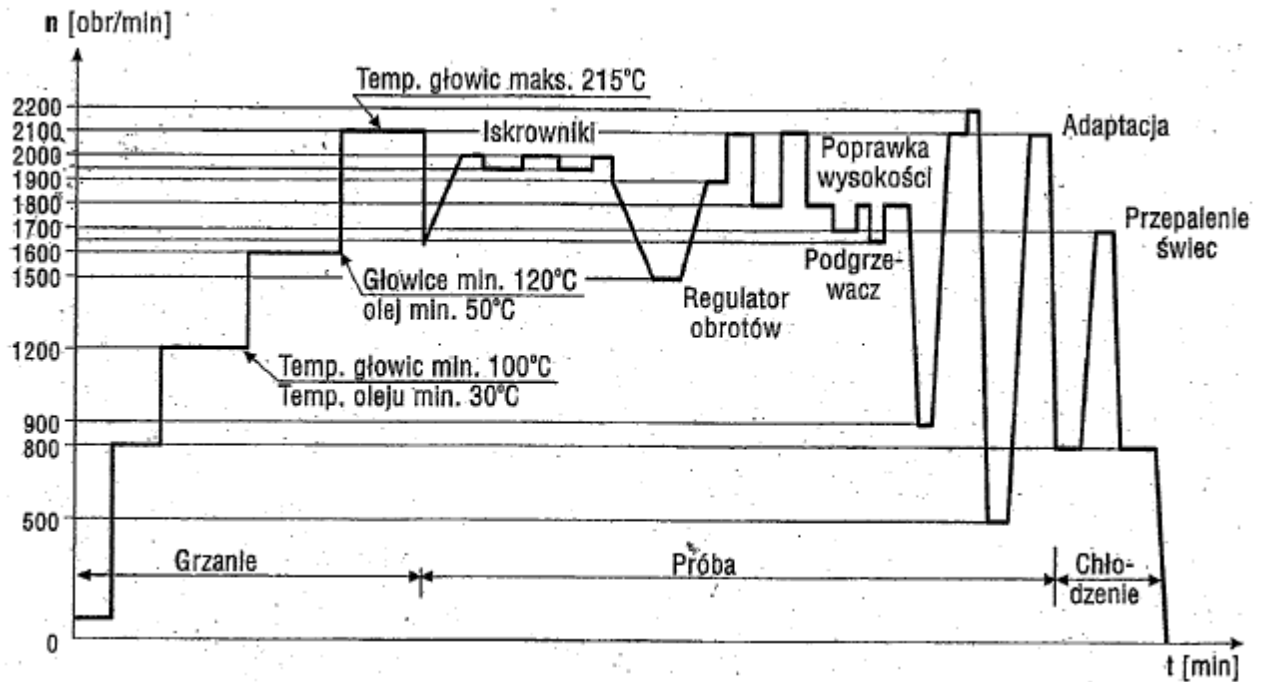 n [obr/min]
Temp. głowic maks. 215°C
2200
2100
2000
1900
1800
1700
1600
1500
1200
900
800
500
0
Iskrowniki
Adaptacja
Poprawka
wysokości
Przepalenie
świec
Podgrze-
wacz
Głowice min. 120°C
olej min. 50°C
Regulator
obrotów
Temp. głowic min. 100°C
Temp. oleju min. 30°C
Grzanie
Próba
Chło-
dzenie
t [min]